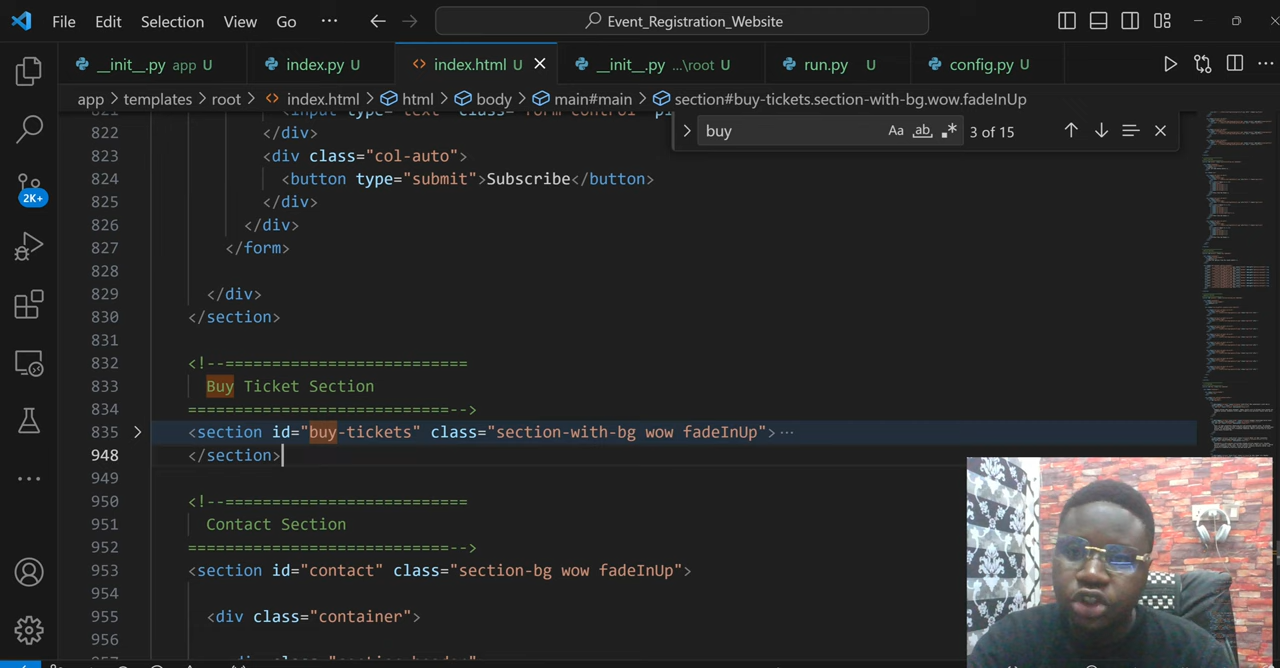 File Edit Selection View Go ··· Event_Registration_Website
__init__.py app U index.py U index.html U __init__.py ...\root U run.py U config.py U
app > templates > root > index.html > html > body > main#main > section#buy-tickets.section-with-bg.wow.fadeInUp
buy Aa ab 3 of 15
822 </div>
823 <div class="col-auto">
824 <button type="submit">Subscribe</button>
825 </div>
826 </div>
827 </form>
828
829 </div>
830 </section>
831
832 <!--==========================
833 Buy Ticket Section
834 ============================-->
835 <section id="buy-tickets" class="section-with-bg wow fadeInUp">···
948 </section>
949
950 <!--==========================
951 Contact Section
952 ============================-->
953 <section id="contact" class="section-bg wow fadeInUp">
954
955 <div class="container">
956
2K+